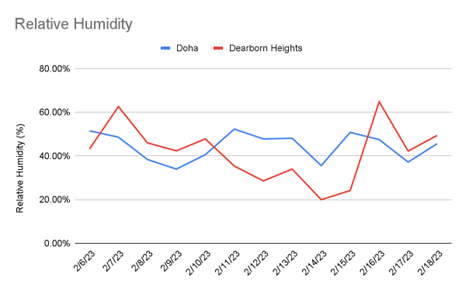 Relative Humidity
Doha Dearborn Heights
80.00%
60.00%
40.00%
20.00%
0.00%
Relative Humidity (%)
2/6/23 2/7/23 2/8/23 2/9/23 2/10/23 2/11/23 2/12/23 2/13/23 2/14/23 2/15/23 2/16/23 2/17/23 2/18/23